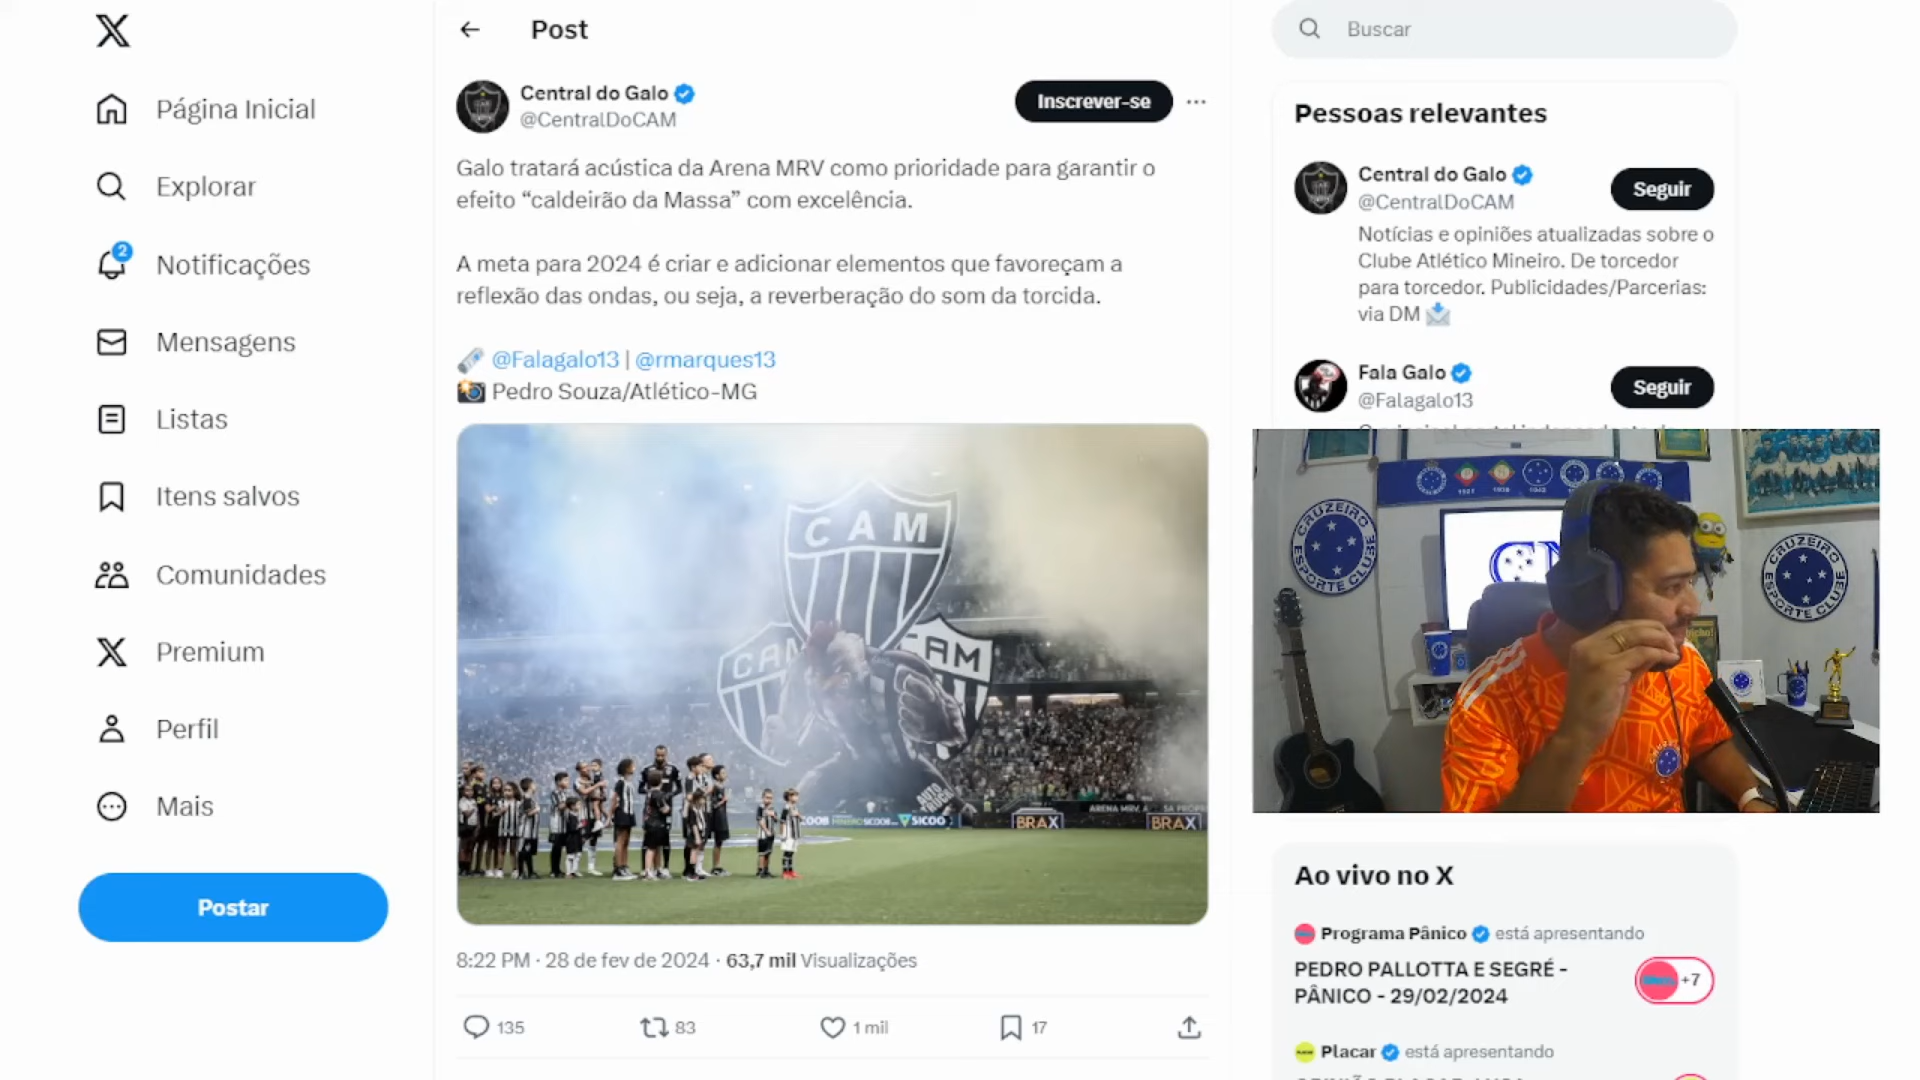 Página Inicial
Explorar
2
Notificações
Mensagens
Listas
Itens salvos
Comunidades
Premium
Perfil
Mais
Postar
Post
Central do Galo
@CentralDoCAM
Inscrever-se
Galo tratará acústica da Arena MRV como prioridade para garantir o
efeito “caldeirão da Massa” com excelência.
A meta para 2024 é criar e adicionar elementos que favoreçam a
reflexão das ondas, ou seja, a reverberação do som da torcida.
@Falagalo13 | @rmarques13
Pedro Souza/Atlético-MG
CAM
CAM
CAM
SICOOB
BRAX
ARENA MRV
BRAX
8:22 PM · 28 de fev de 2024 · 63,7 mil Visualizações
135
83
1 mil
17
Buscar
Pessoas relevantes
Central do Galo
@CentralDoCAM
Seguir
Notícias e opiniões atualizadas sobre o
Clube Atlético Mineiro. De torcedor
para torcedor. Publicidades/Parcerias:
via DM
Fala Galo
@Falagalo13
Seguir
CRUZEIRO
ESPORTE CLUBE
CRUZEIRO
ESPORTE CLUBE
Ao vivo no X
Programa Pânico está apresentando
PEDRO PALLOTTA E SEGRÉ -
PÂNICO - 29/02/2024
+7
Placar está apresentando